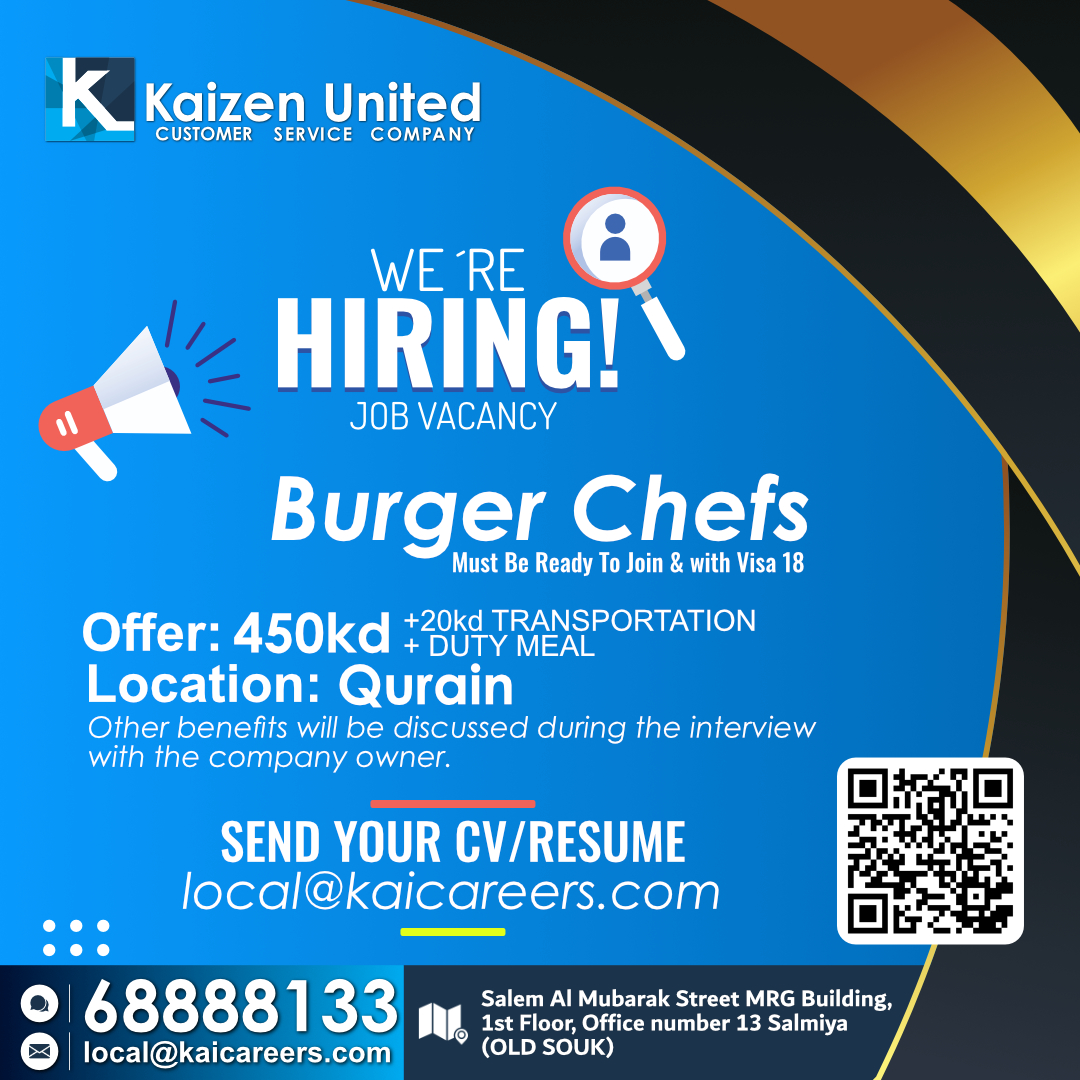 K Kaizen United
CUSTOMER SERVICE COMPANY
WE ´RE
HIRING!
JOB VACANCY
Burger Chefs
Must Be Ready To Join & with Visa 18
Offer: 450kd +20kd TRANSPORTATION
+ DUTY MEAL
Location: Qurain
Other benefits will be discussed during the interview
with the company owner.
SEND YOUR CV/RESUME
local@kaicareers.com
68888133
local@kaicareers.com
Salem Al Mubarak Street MRG Building,
1st Floor, Office number 13 Salmiya
(OLD SOUK)